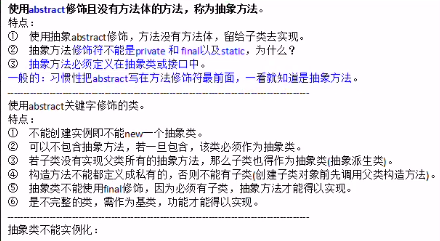 使用abstract修饰且没有方法体的方法，称为抽象方法。
特点：
① 使用抽象abstract修饰，方法没有方法体，留给子类去实现。
② 抽象方法修饰符不能是private 和 final以及static，为什么？
③ 抽象方法必须定义在抽象类或接口中。
一般的：习惯性把abstract写在方法修饰符最前面，一看就知道是抽象方法。
------------------------------------------------------------
使用abstract关键字修饰的类。
特点：
① 不能创建实例即不能new一个抽象类。
② 可以不包含抽象方法，若一旦包含，该类必须作为抽象类。
③ 若子类没有实现父类所有的抽象方法，那么子类也得作为抽象类(抽象派生类)。
④ 构造方法不能都定义成私有的，否则不能有子类(创建子类对象前先调用父类构造方法)。
⑤ 抽象类不能使用final修饰，因为必须有子类，抽象方法才能得以实现。
⑥ 是不完整的类，需作为基类，功能才能得以实现。
------------------------------------------------------------
抽象类不能实例化：